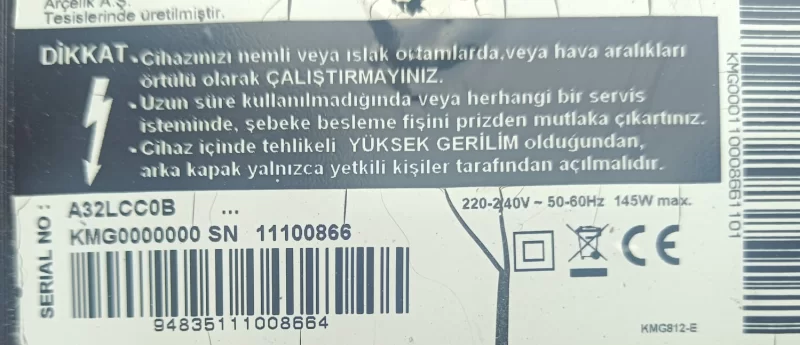 Arçelik A.Ş.
Tesislerinde üretilmiştir.
DİKKAT • Cihazınızı nemli veya ıslak ortamlarda,veya hava aralıkları
örtülü olarak ÇALIŞTIRMAYINIZ.
• Uzun süre kullanılmadığında veya herhangi bir servis
isteminde, şebeke besleme fişini prizden mutlaka çıkartınız.
• Cihaz içinde tehlikeli YÜKSEK GERİLİM olduğundan,
arka kapak yalnızca yetkili kişiler tarafından açılmalıdır.
SERIAL NO :
A32LCC0B ...
220-240V ~ 50-60Hz 145W max.
KMG0000000 SN 11100866
94835111008664
CE
KMG812-E
KMG0001100008661101